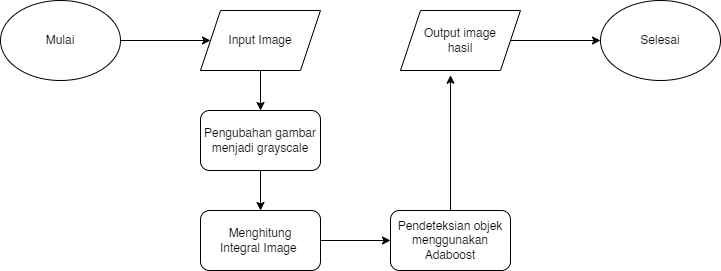 Mulai
Input Image
Pengubahan gambar
menjadi grayscale
Menghitung
Integral Image
Pendeteksian objek
menggunakan
Adaboost
Output image
hasil
Selesai